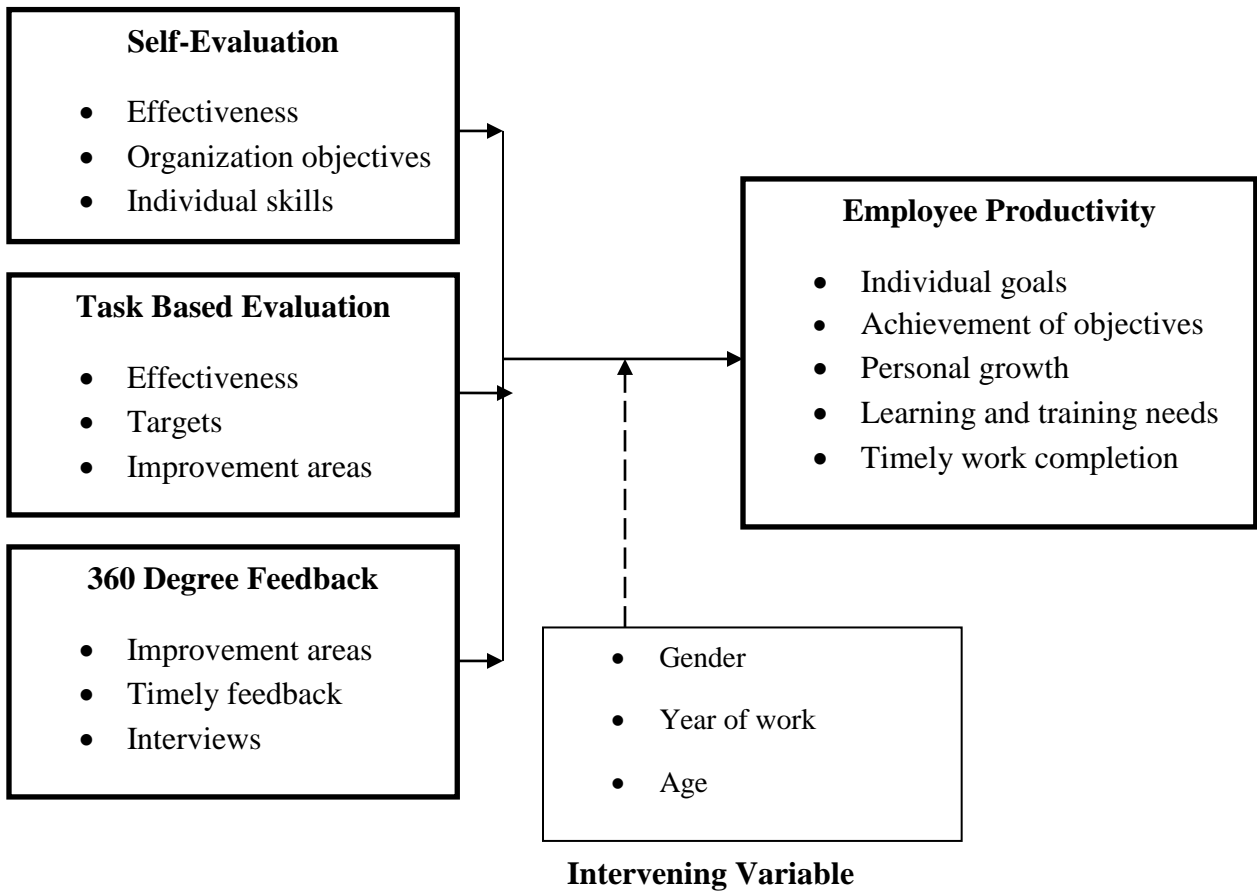 Self-Evaluation
• Effectiveness
• Organization objectives
• Individual skills
Task Based Evaluation
• Effectiveness
• Targets
• Improvement areas
360 Degree Feedback
• Improvement areas
• Timely feedback
• Interviews
Employee Productivity
• Individual goals
• Achievement of objectives
• Personal growth
• Learning and training needs
• Timely work completion
• Gender
• Year of work
• Age
Intervening Variable